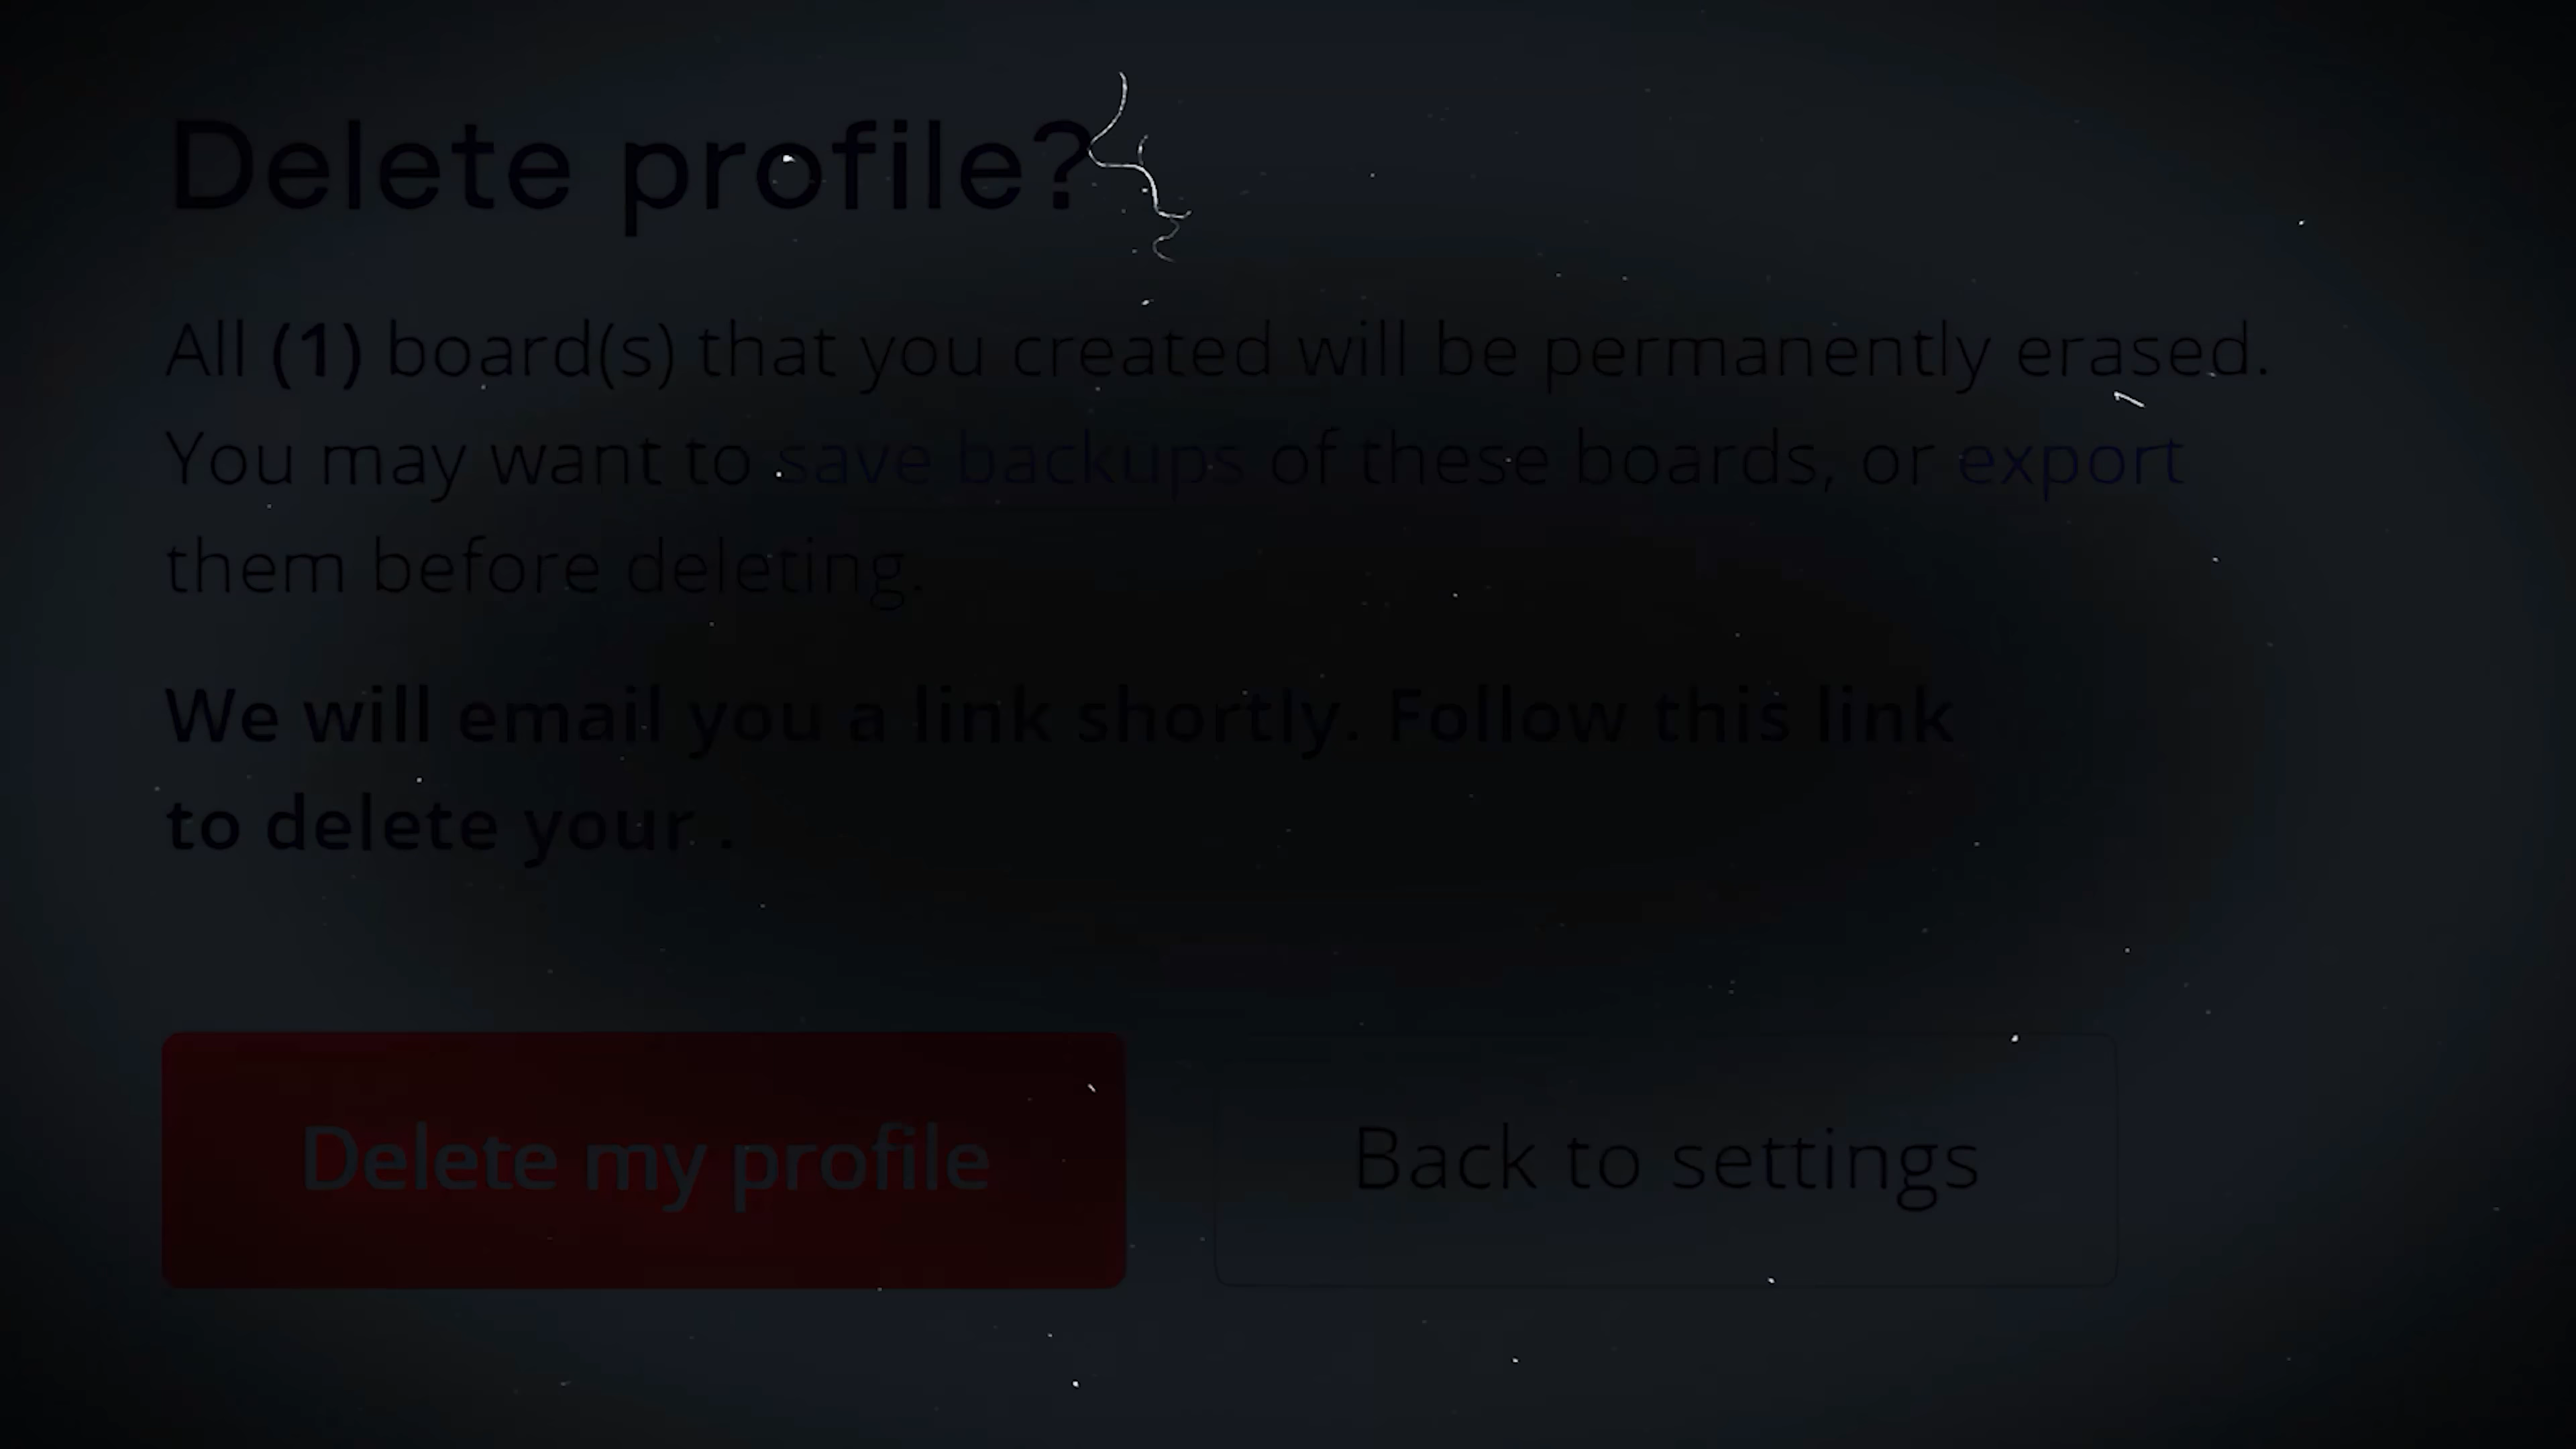 Delete profile?
All (1) board(s) that you created will be permanently erased.
You may want to save backups of these boards, or export
them before deleting.
We will email you a link shortly. Follow this link
to delete your .
Delete my profile
Back to settings